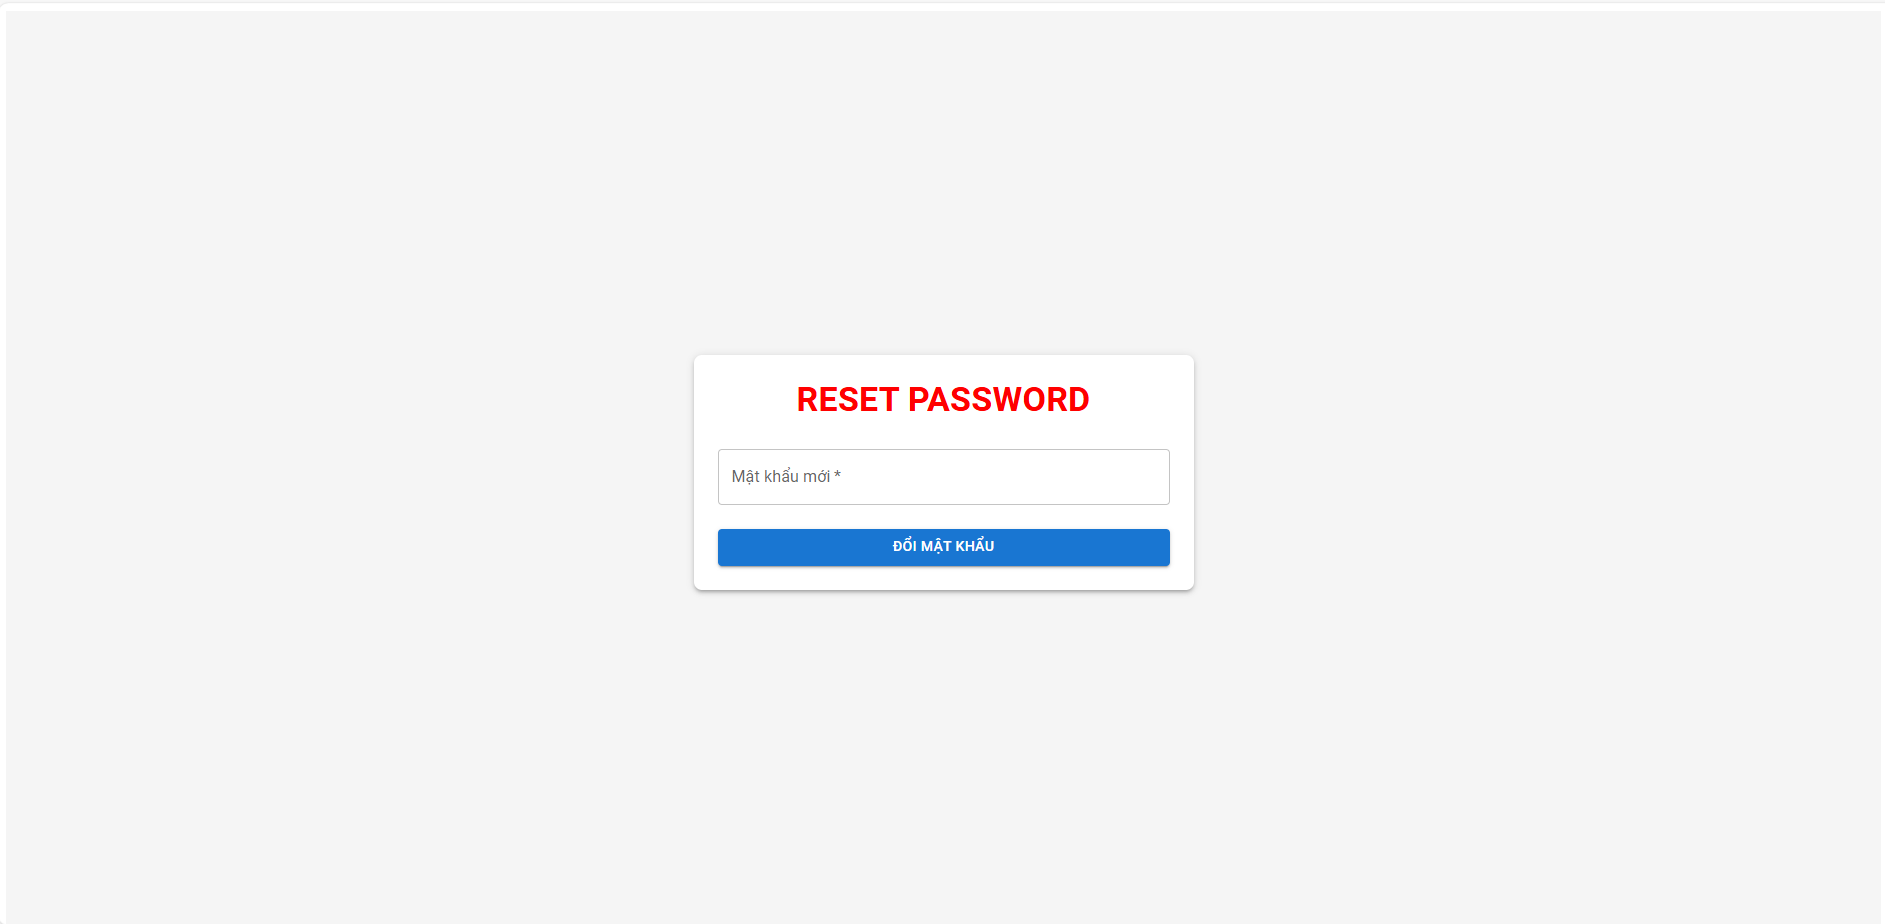 RESET PASSWORD
Mật khẩu mới *
ĐỔI MẬT KHẨU